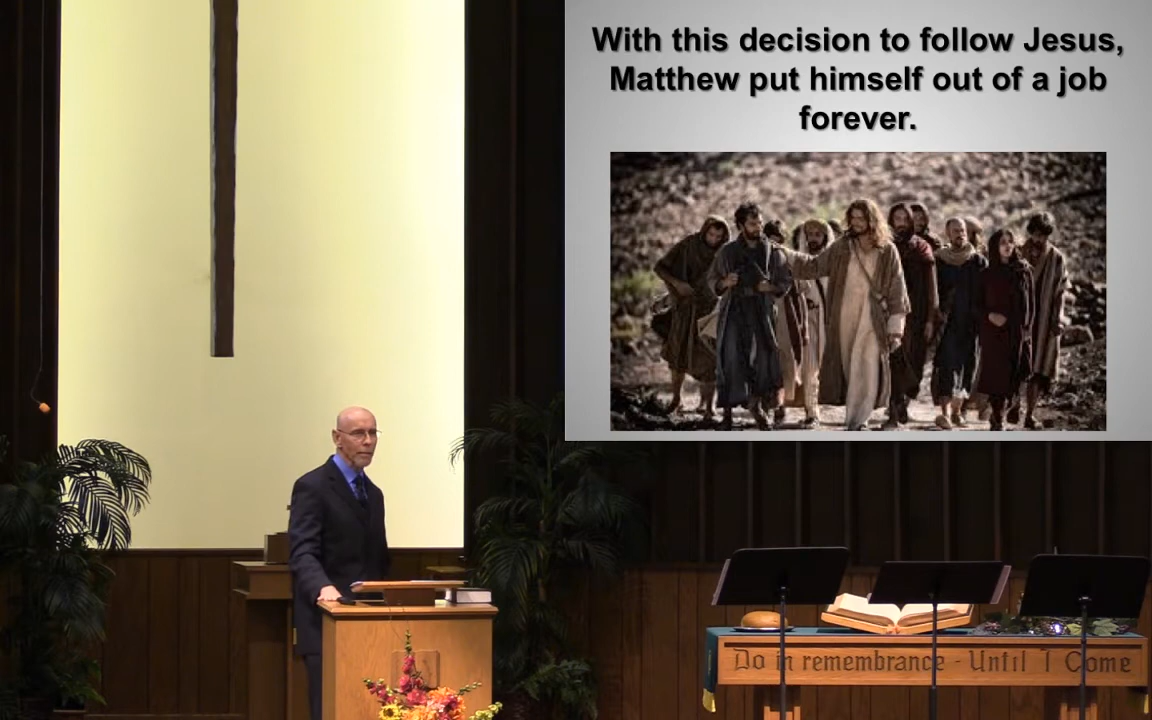 With this decision to follow Jesus,
Matthew put himself out of a job
forever.
Do in remembrance - Until I Come